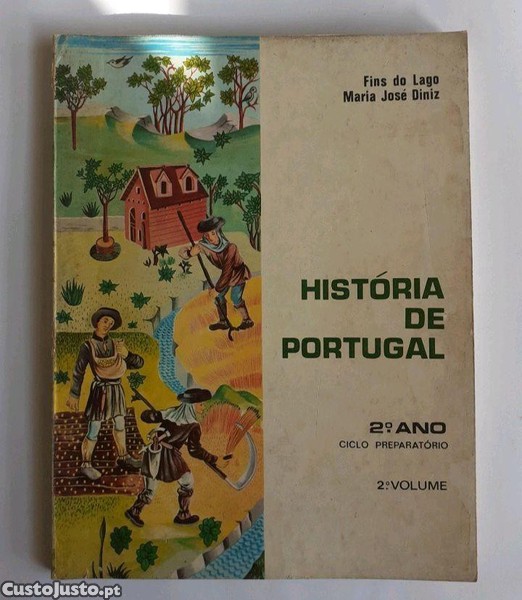 Fins do Lago
Maria José Diniz
HISTÓRIA
DE
PORTUGAL
2º ANO
CICLO PREPARATÓRIO
2º VOLUME
CustoJusto.pt